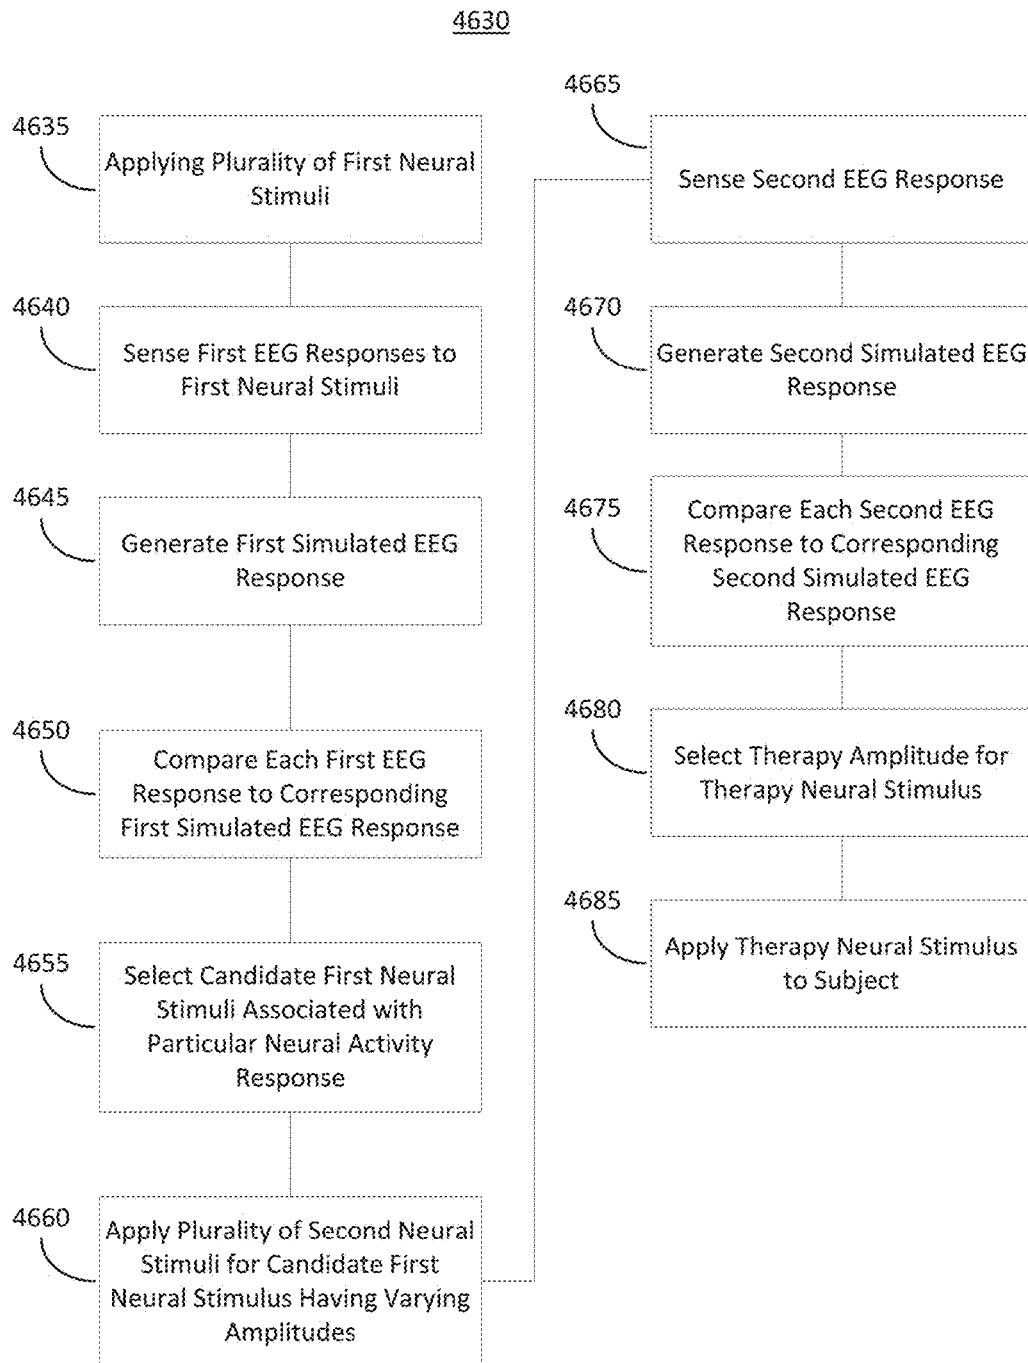 4630
4635
Applying Plurality of First Neural
Stimuli
4640
Sense First EEG Responses to
First Neural Stimuli
4645
Generate First Simulated EEG
Response
4650
Compare Each First EEG
Response to Corresponding
First Simulated EEG Response
4655
Select Candidate First Neural
Stimuli Associated with
Particular Neural Activity
Response
4660
Apply Plurality of Second Neural
Stimuli for Candidate First
Neural Stimulus Having Varying
Amplitudes
4665
Sense Second EEG Response
4670
Generate Second Simulated EEG
Response
4675
Compare Each Second EEG
Response to Corresponding
Second Simulated EEG
Response
4680
Select Therapy Amplitude for
Therapy Neural Stimulus
4685
Apply Therapy Neural Stimulus
to Subject